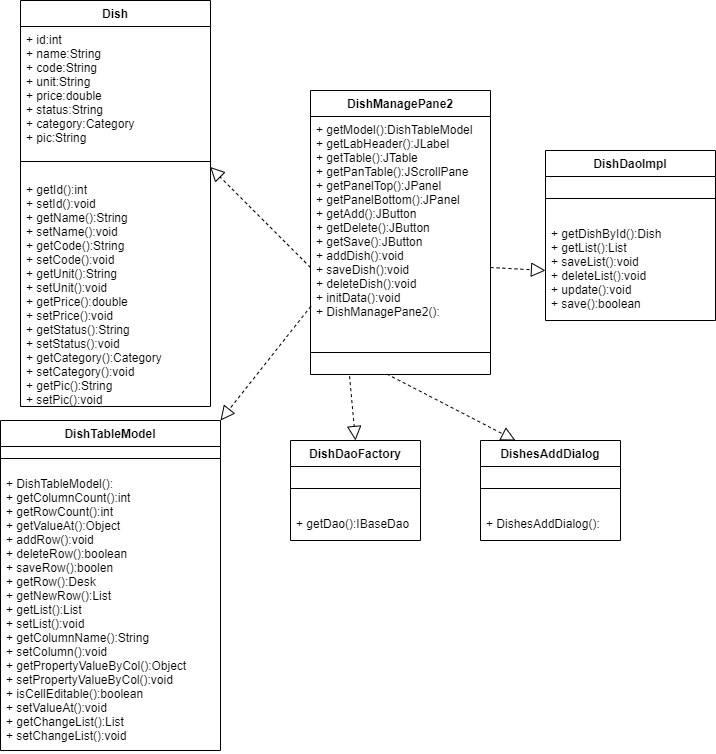 Dish
+ id:int
+ name:String
+ code:String
+ unit:String
+ price:double
+ status:String
+ category:Category
+ pic:String
+ getId():int
+ setId():void
+ getName():String
+ setName():void
+ getCode():String
+ setCode():void
+ getUnit():String
+ setUnit():void
+ getPrice():double
+ setPrice():void
+ getStatus():String
+ setStatus():void
+ getCategory():Category
+ setCategory():void
+ getPic():String
+ setPic():void
DishManagePane2
+ getModel():DishTableModel
+ getLabHeader():JLabel
+ getTable():JTable
+ getPanTable():JScrollPane
+ getPanelTop():JPanel
+ getPanelBottom():JPanel
+ getAdd():JButton
+ getDelete():JButton
+ getSave():JButton
+ addDish():void
+ saveDish():void
+ deleteDish():void
+ initData():void
+ DishManagePane2():
DishDaoImpl
+ getDishById():Dish
+ getList():List
+ saveList():void
+ deleteList():void
+ update():void
+ save():boolean
DishTableModel
+ DishTableModel():
+ getColumnCount():int
+ getRowCount():int
+ getValueAt():Object
+ addRow():void
+ deleteRow():boolean
+ saveRow():boolen
+ getRow():Desk
+ getNewRow():List
+ getList():List
+ setList():void
+ getColumnName():String
+ setColumn():void
+ getPropertyValueByCol():Object
+ setPropertyValueByCol():void
+ isCellEditable():boolean
+ setValueAt():void
+ getChangeList():List
+ setChangeList():void
DishDaoFactory
+ getDao():IBaseDao
DishesAddDialog
+ DishesAddDialog():